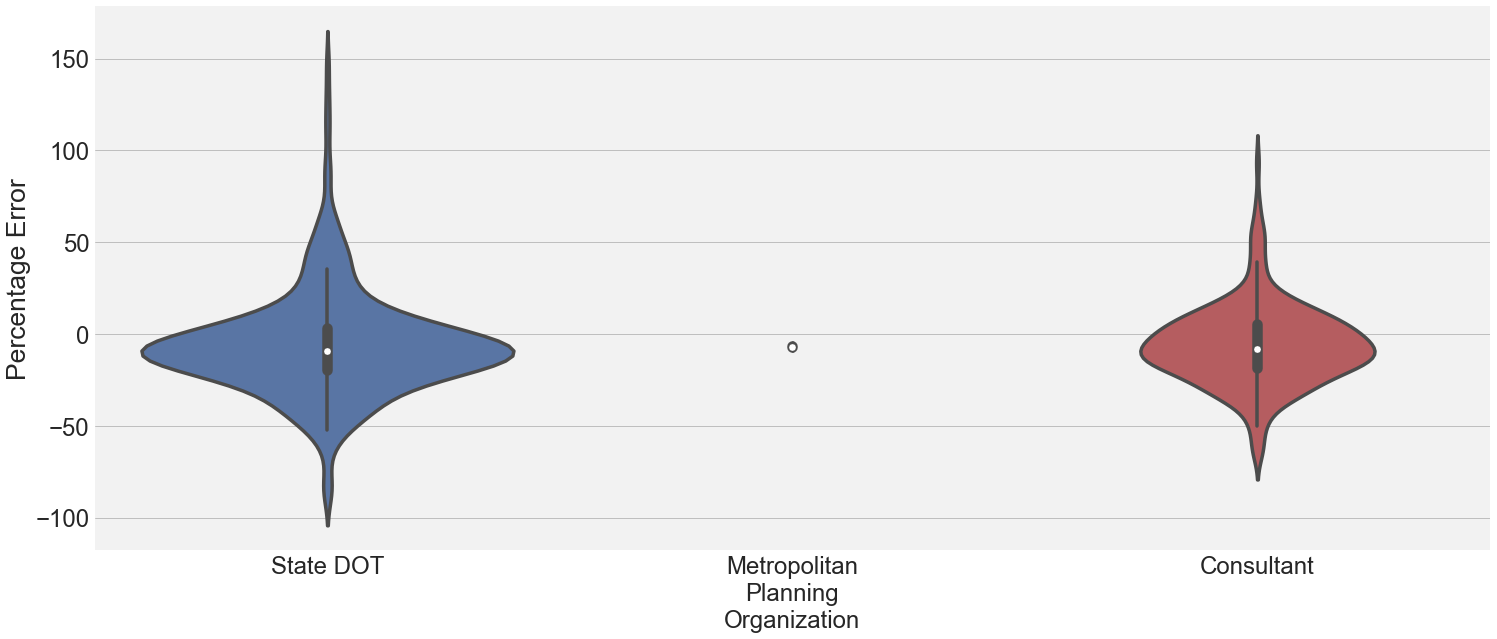 Percentage Error
150
100
50
0
−50
−100
State DOT
Metropolitan
Planning
Organization
Consultant